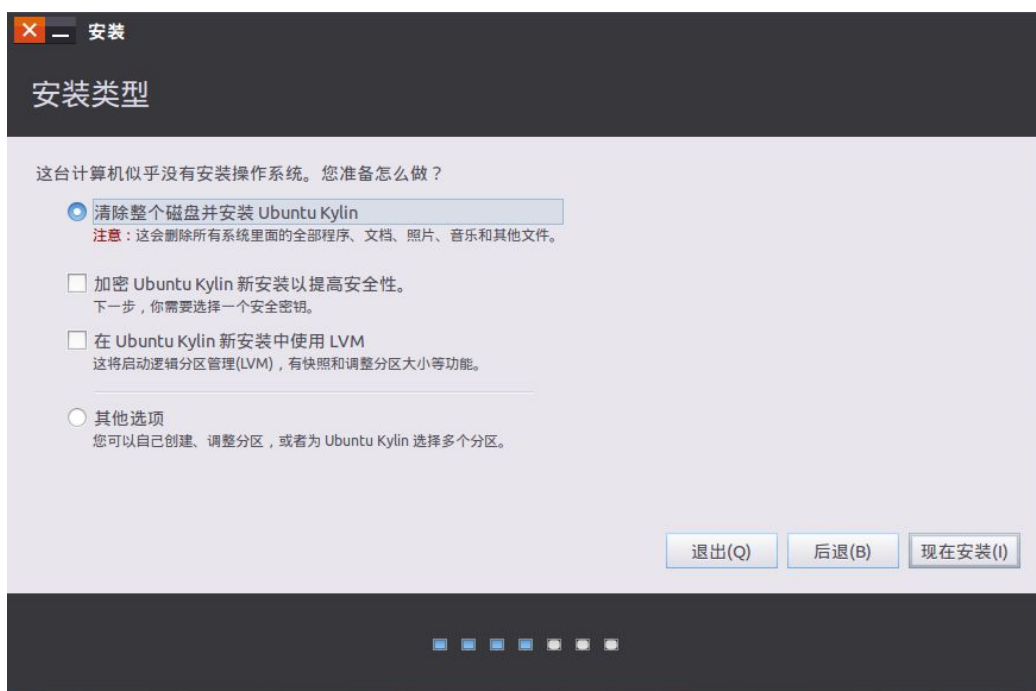 安装
安装类型
这台计算机似乎没有安装操作系统。您准备怎么做？
清除整个磁盘并安装 Ubuntu Kylin
注意：这会删除所有系统里面的全部程序、文档、照片、音乐和其他文件。
加密 Ubuntu Kylin 新安装以提高安全性。
下一步，你需要选择一个安全密钥。
在 Ubuntu Kylin 新安装中使用 LVM
这将启动逻辑分区管理(LVM)，有快照和调整分区大小等功能。
其他选项
您可以自己创建、调整分区，或者为 Ubuntu Kylin 选择多个分区。
退出(Q) 后退(B) 现在安装(I)